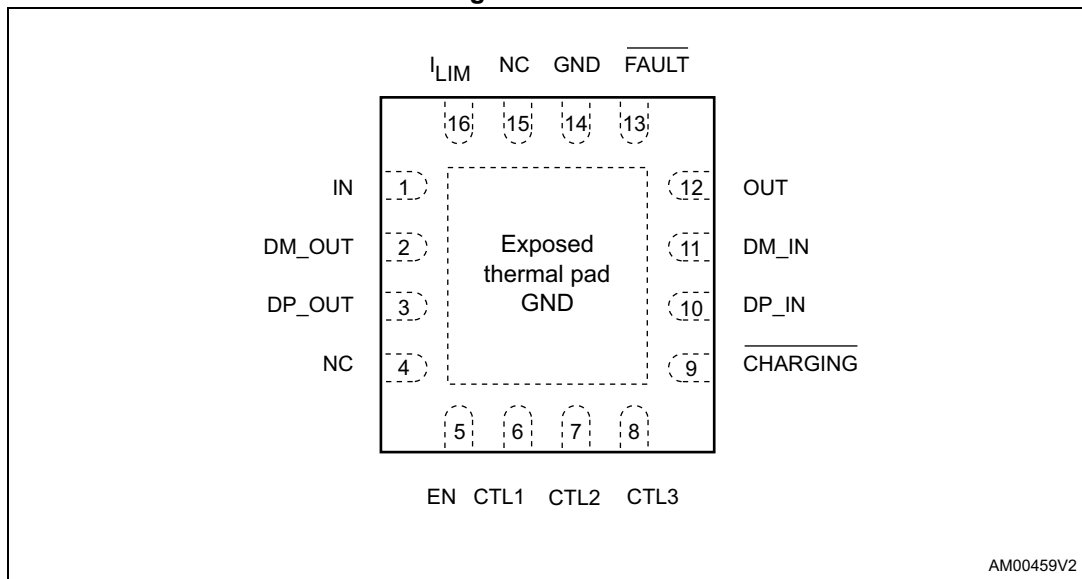 I_LIM NC GND FAULT
16 15 14 13
IN 1 12 OUT
DM_OUT 2 Exposed 11 DM_IN
thermal pad
DP_OUT 3 GND 10 DP_IN
NC 4 9 CHARGING
5 6 7 8
EN CTL1 CTL2 CTL3
AM00459V2